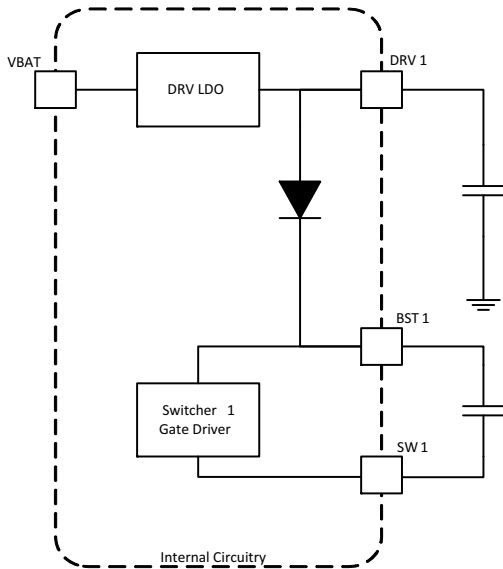 VBAT
DRV LDO
DRV 1
BST 1
Switcher 1
Gate Driver
SW 1
Internal Circuitry